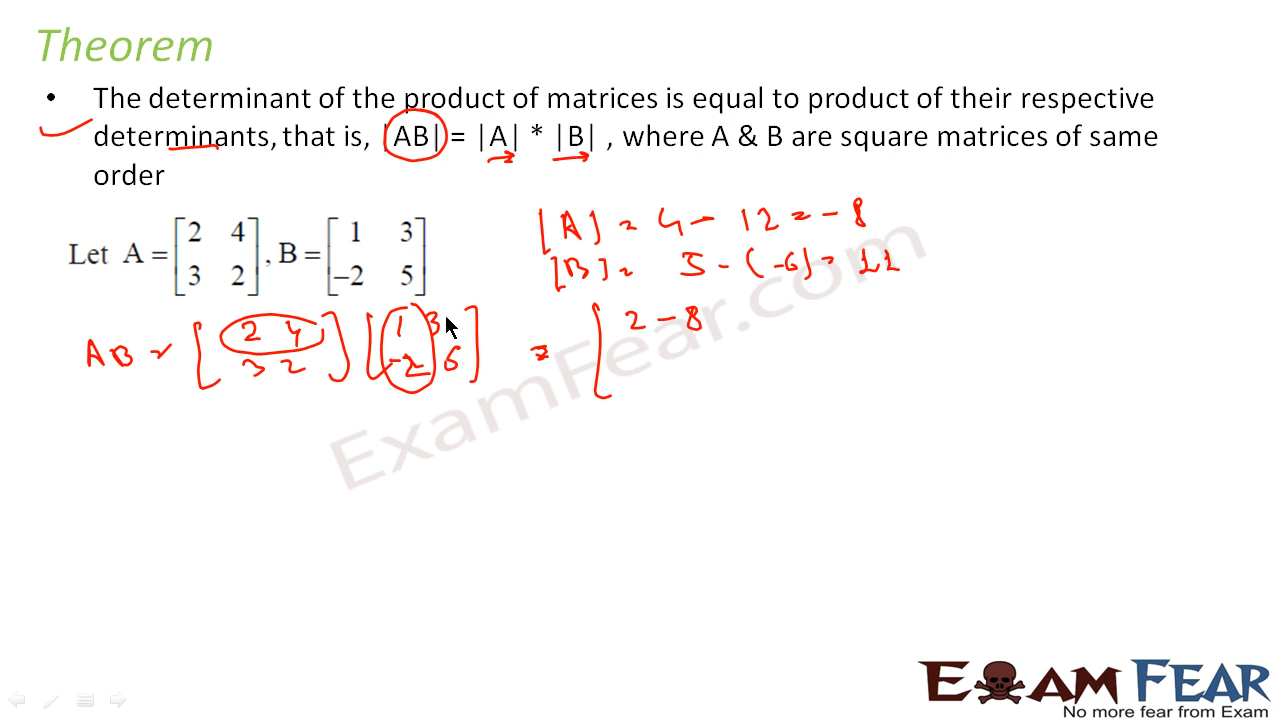 Theorem
• The determinant of the product of matrices is equal to product of their respective
determinants, that is, |AB| = |A| * |B| , where A & B are square matrices of same
order
Let A = [2 4; 3 2], B = [1 3; −2 5]
[A] = 4 - 12 = - 8
[B] = 5 - (-6) = 11
AB = [2 4; 3 2] [1 3; -2 5] = [2 - 8
ExamFear.com
EXAM FEAR
No more fear from Exam